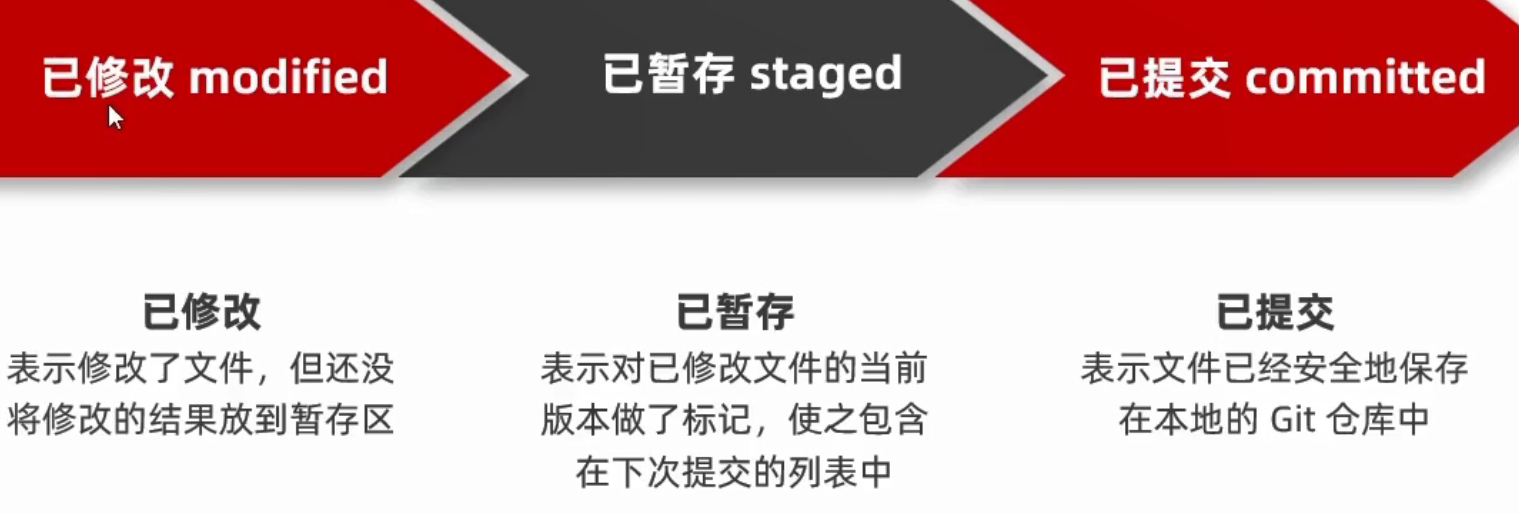 已修改 modified
已暂存 staged
已提交 committed
已修改
表示修改了文件，但还没
将修改的结果放到暂存区
已暂存
表示对已修改文件的当前
版本做了标记，使之包含
在下次提交的列表中
已提交
表示文件已经安全地保存
在本地的 Git 仓库中